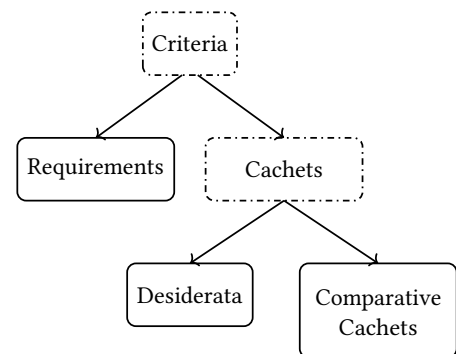 Criteria
Requirements
Cachets
Desiderata
Comparative
Cachets